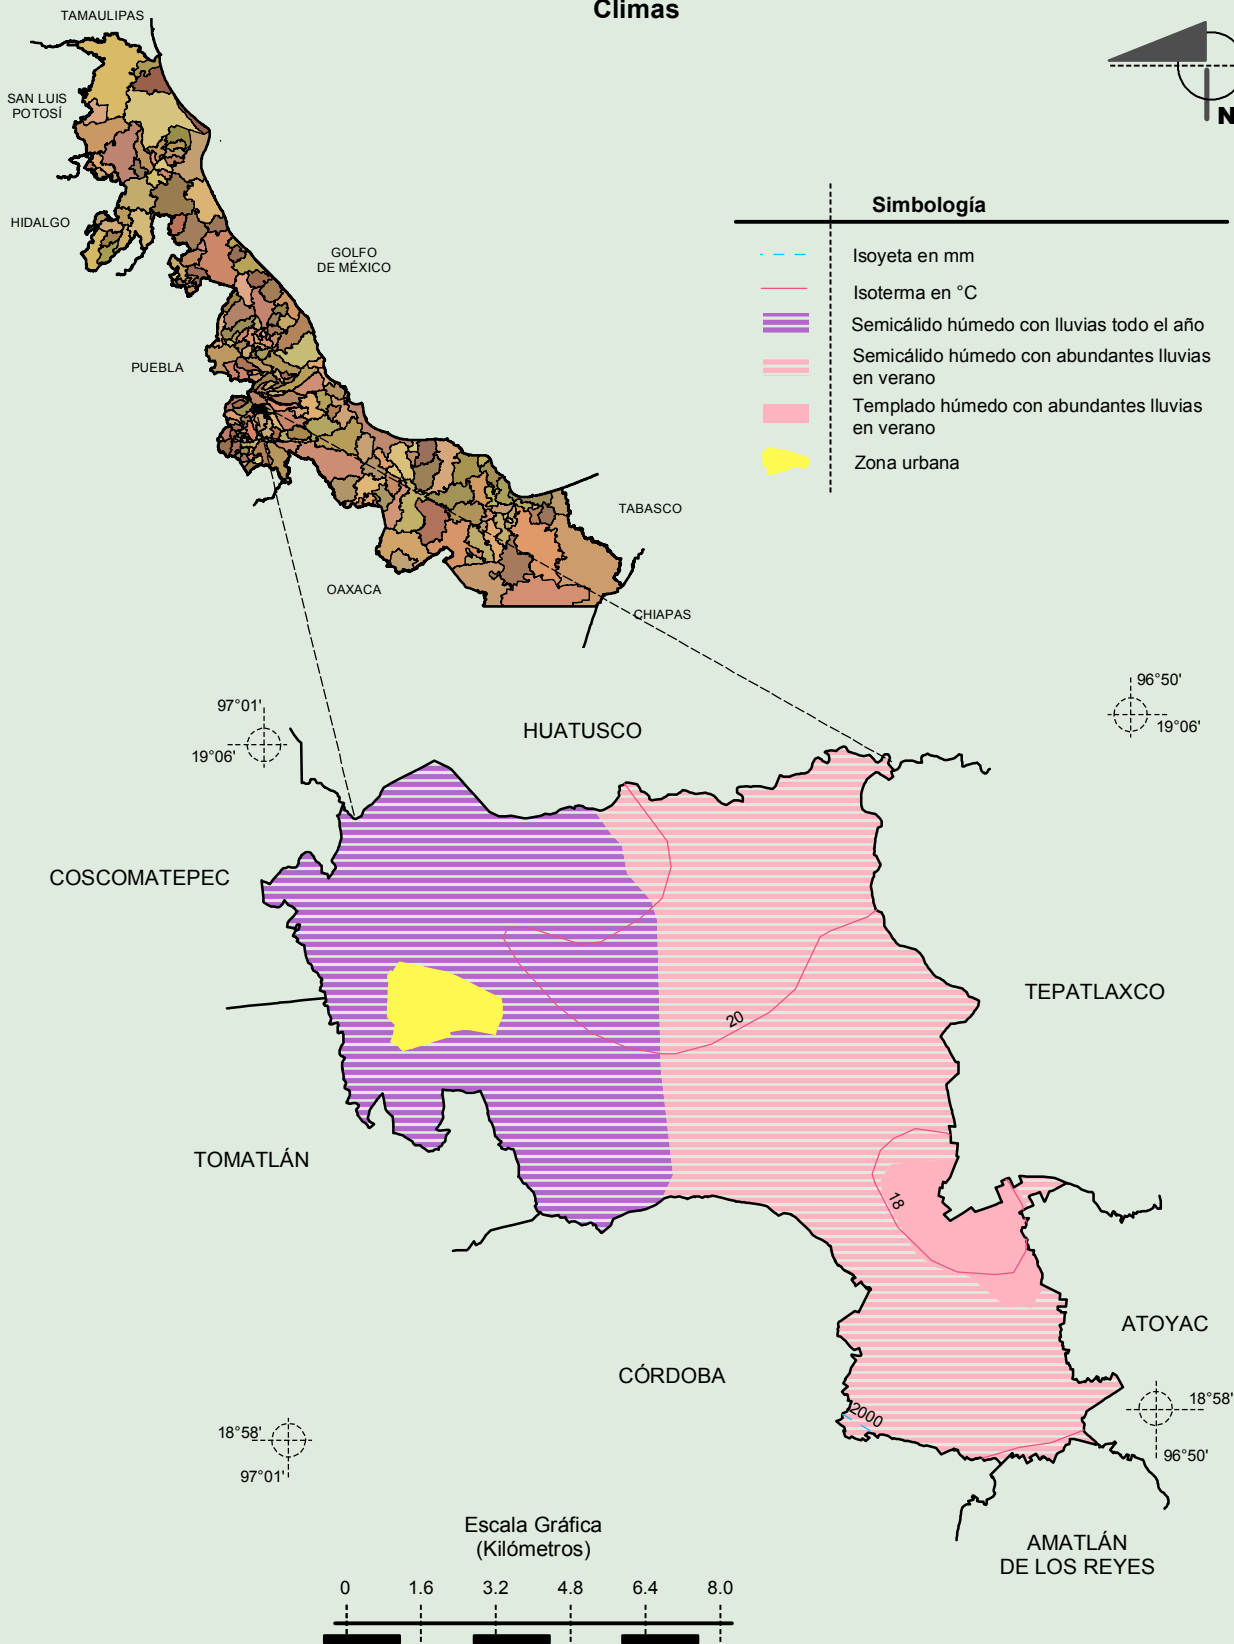 Climas
TAMAULIPAS
SAN LUIS
POTOSÍ
HIDALGO
GOLFO
DE MÉXICO
PUEBLA
TABASCO
OAXACA
CHIAPAS
N
Simbología
Isoyeta en mm
Isoterma en °C
Semicálido húmedo con lluvias todo el año
Semicálido húmedo con abundantes lluvias
en verano
Templado húmedo con abundantes lluvias
en verano
Zona urbana
97°01'
19°06'
96°50'
19°06'
HUATUSCO
COSCOMATEPEC
TEPATLAXCO
20
TOMATLÁN
18
ATOYAC
CÓRDOBA
2000
18°58'
97°01'
18°58'
96°50'
AMATLÁN
DE LOS REYES
Escala Gráfica
(Kilómetros)
0 1.6 3.2 4.8 6.4 8.0